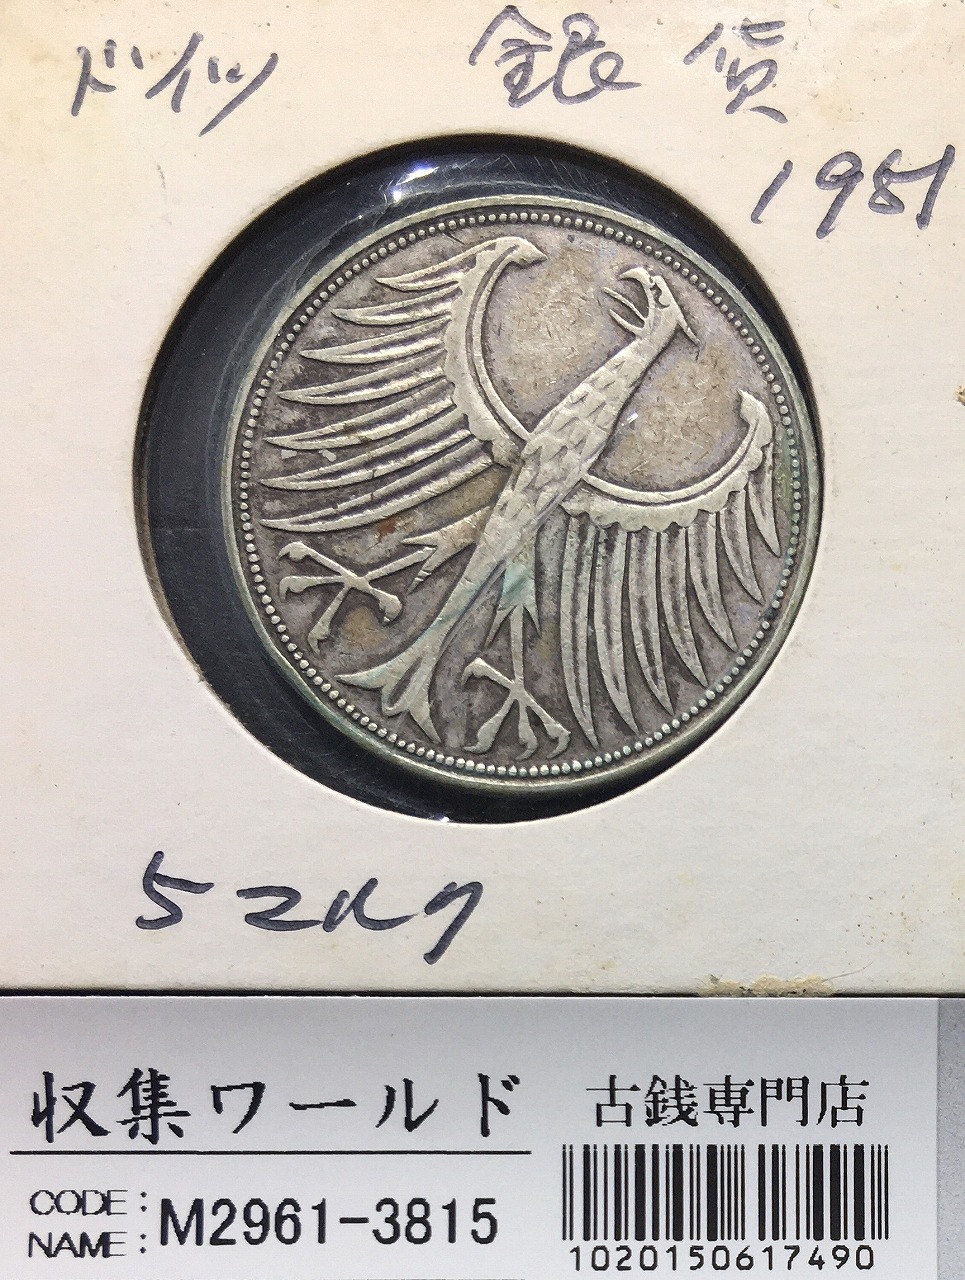 ドイツ 銀貨
1951
5マルク
収集ワールド 古銭専門店
CODE:
NAME: M2961-3815
1020150617490